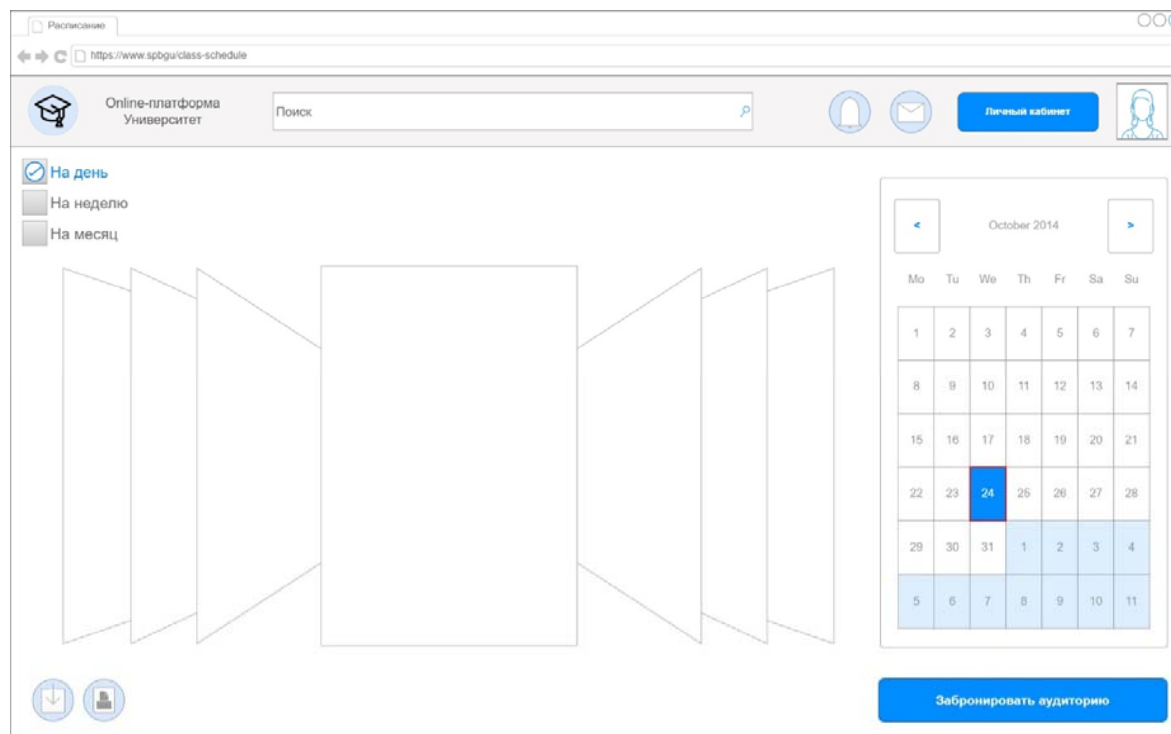 Расписание
https://www.spbgu/class-schedule
Online-платформа
Университет
Поиск
Личный кабинет
На день
На неделю
На месяц
< October 2014 >
Mo Tu We Th Fr Sa Su
1 2 3 4 5 6 7
8 9 10 11 12 13 14
15 16 17 18 19 20 21
22 23 24 25 26 27 28
29 30 31 1 2 3 4
5 6 7 8 9 10 11
Забронировать аудиторию